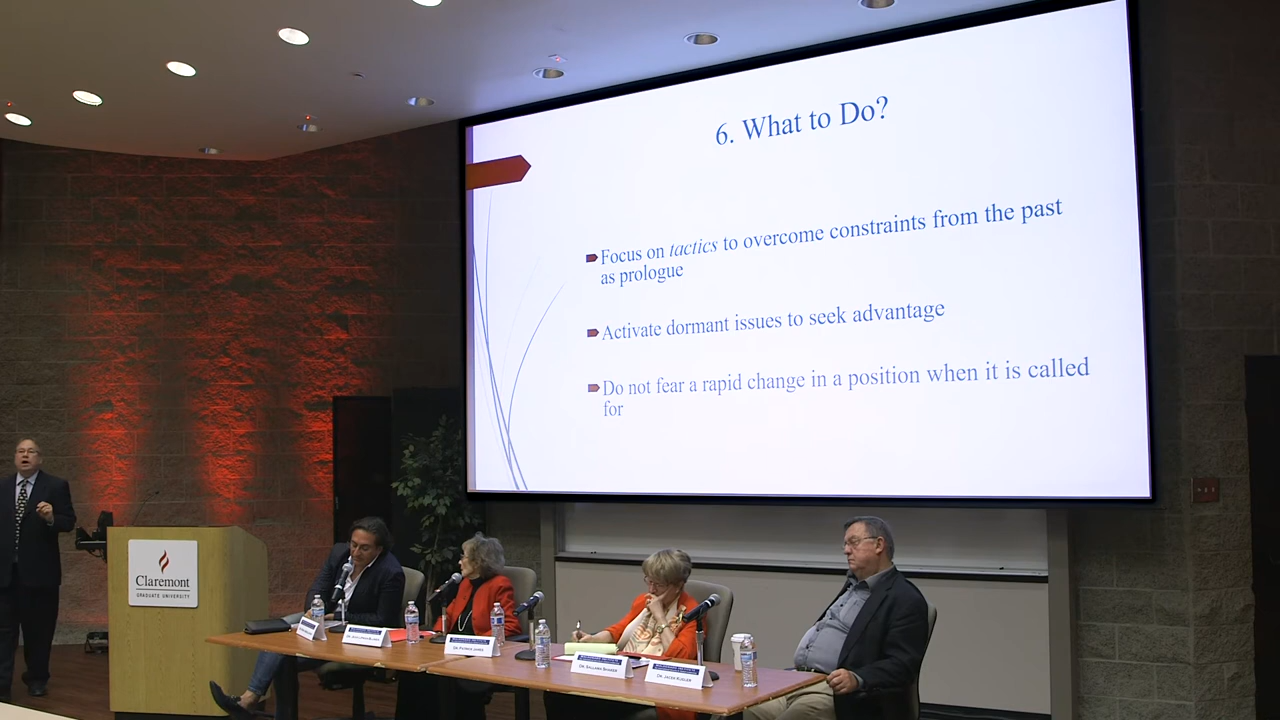 6. What to Do?
Focus on tactics to overcome constraints from the past
as prologue
Activate dormant issues to seek advantage
Do not fear a rapid change in a position when it is called
for
Claremont
GRADUATE UNIVERSITY
DR. PATRICK JAMES
DR. JACEK KUGLER